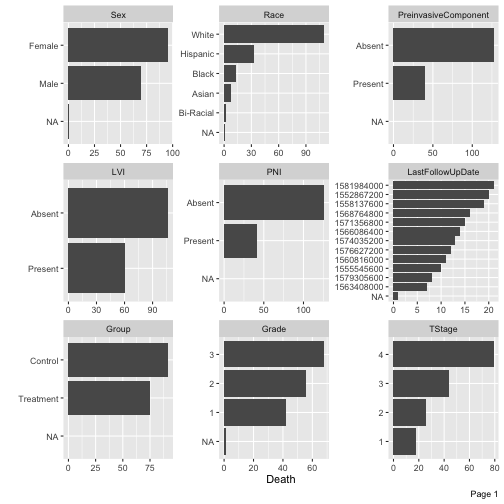 Sex
Female
Male
NA
0 25 50 75 100
Race
White
Hispanic
Black
Asian
Bi-Racial
NA
0 30 60 90
PreinvasiveComponent
Absent
Present
NA
0 50 100
LVI
Absent
Present
0 30 60 90
PNI
Absent
Present
NA
0 50 100
LastFollowUpDate
1581984000
1552867200
1558137600
1568764800
1571356800
1566086400
1574035200
1576627200
1560816000
1555545600
1579305600
1563408000
NA
0 5 10 15 20
Group
Control
Treatment
NA
0 25 50 75
Grade
3
2
1
NA
0 20 40 60
TStage
4
3
2
1
0 20 40 60 80
Death
Page 1